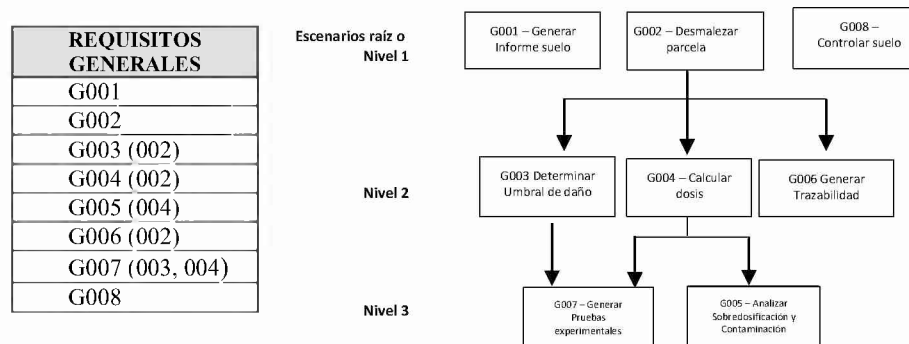 REQUISITOS
GENERALES
G001
G002
G003 (002)
G004 (002)
G005 (004)
G006 (002)
G007 (003, 004)
G008
Escenarios raíz o
Nivel 1
G001 – Generar
Informe suelo
G002 – Desmalezar
parcela
G008 –
Controlar suelo
Nivel 2
G003 Determinar
Umbral de daño
G004 – Calcular
dosis
G006 Generar
Trazabilidad
Nivel 3
G007 – Generar
Pruebas
experimentales
G005 – Analizar
Sobredosificación y
Contaminación